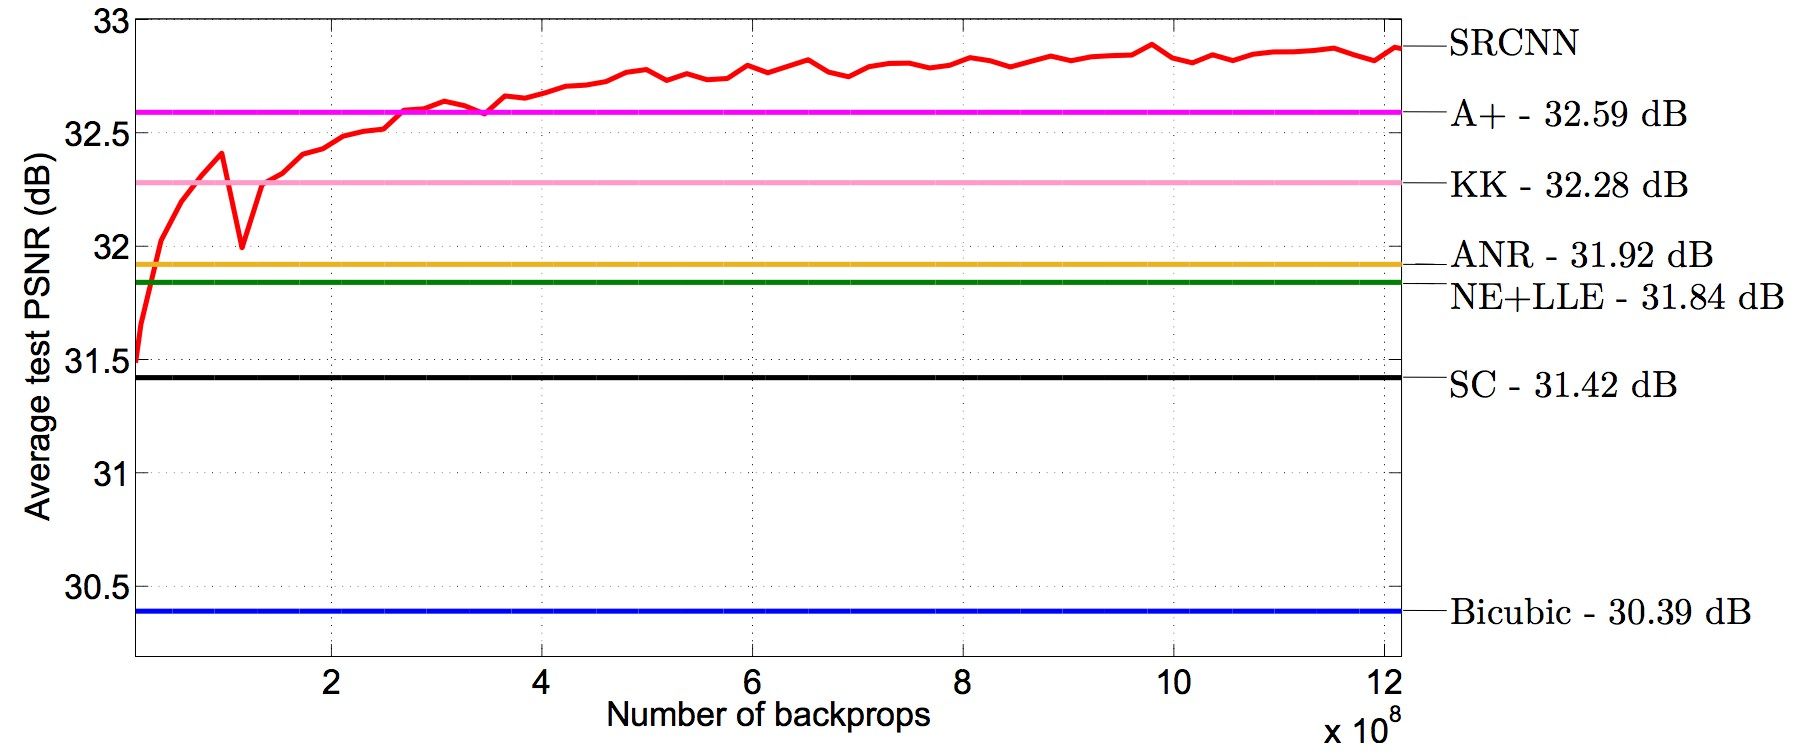 33
32.5
32
31.5
31
30.5
Average test PSNR (dB)
2 4 6 8 10 12
Number of backprops
x 10⁸
SRCNN
A+ - 32.59 dB
KK - 32.28 dB
ANR - 31.92 dB
NE+LLE - 31.84 dB
SC - 31.42 dB
Bicubic - 30.39 dB